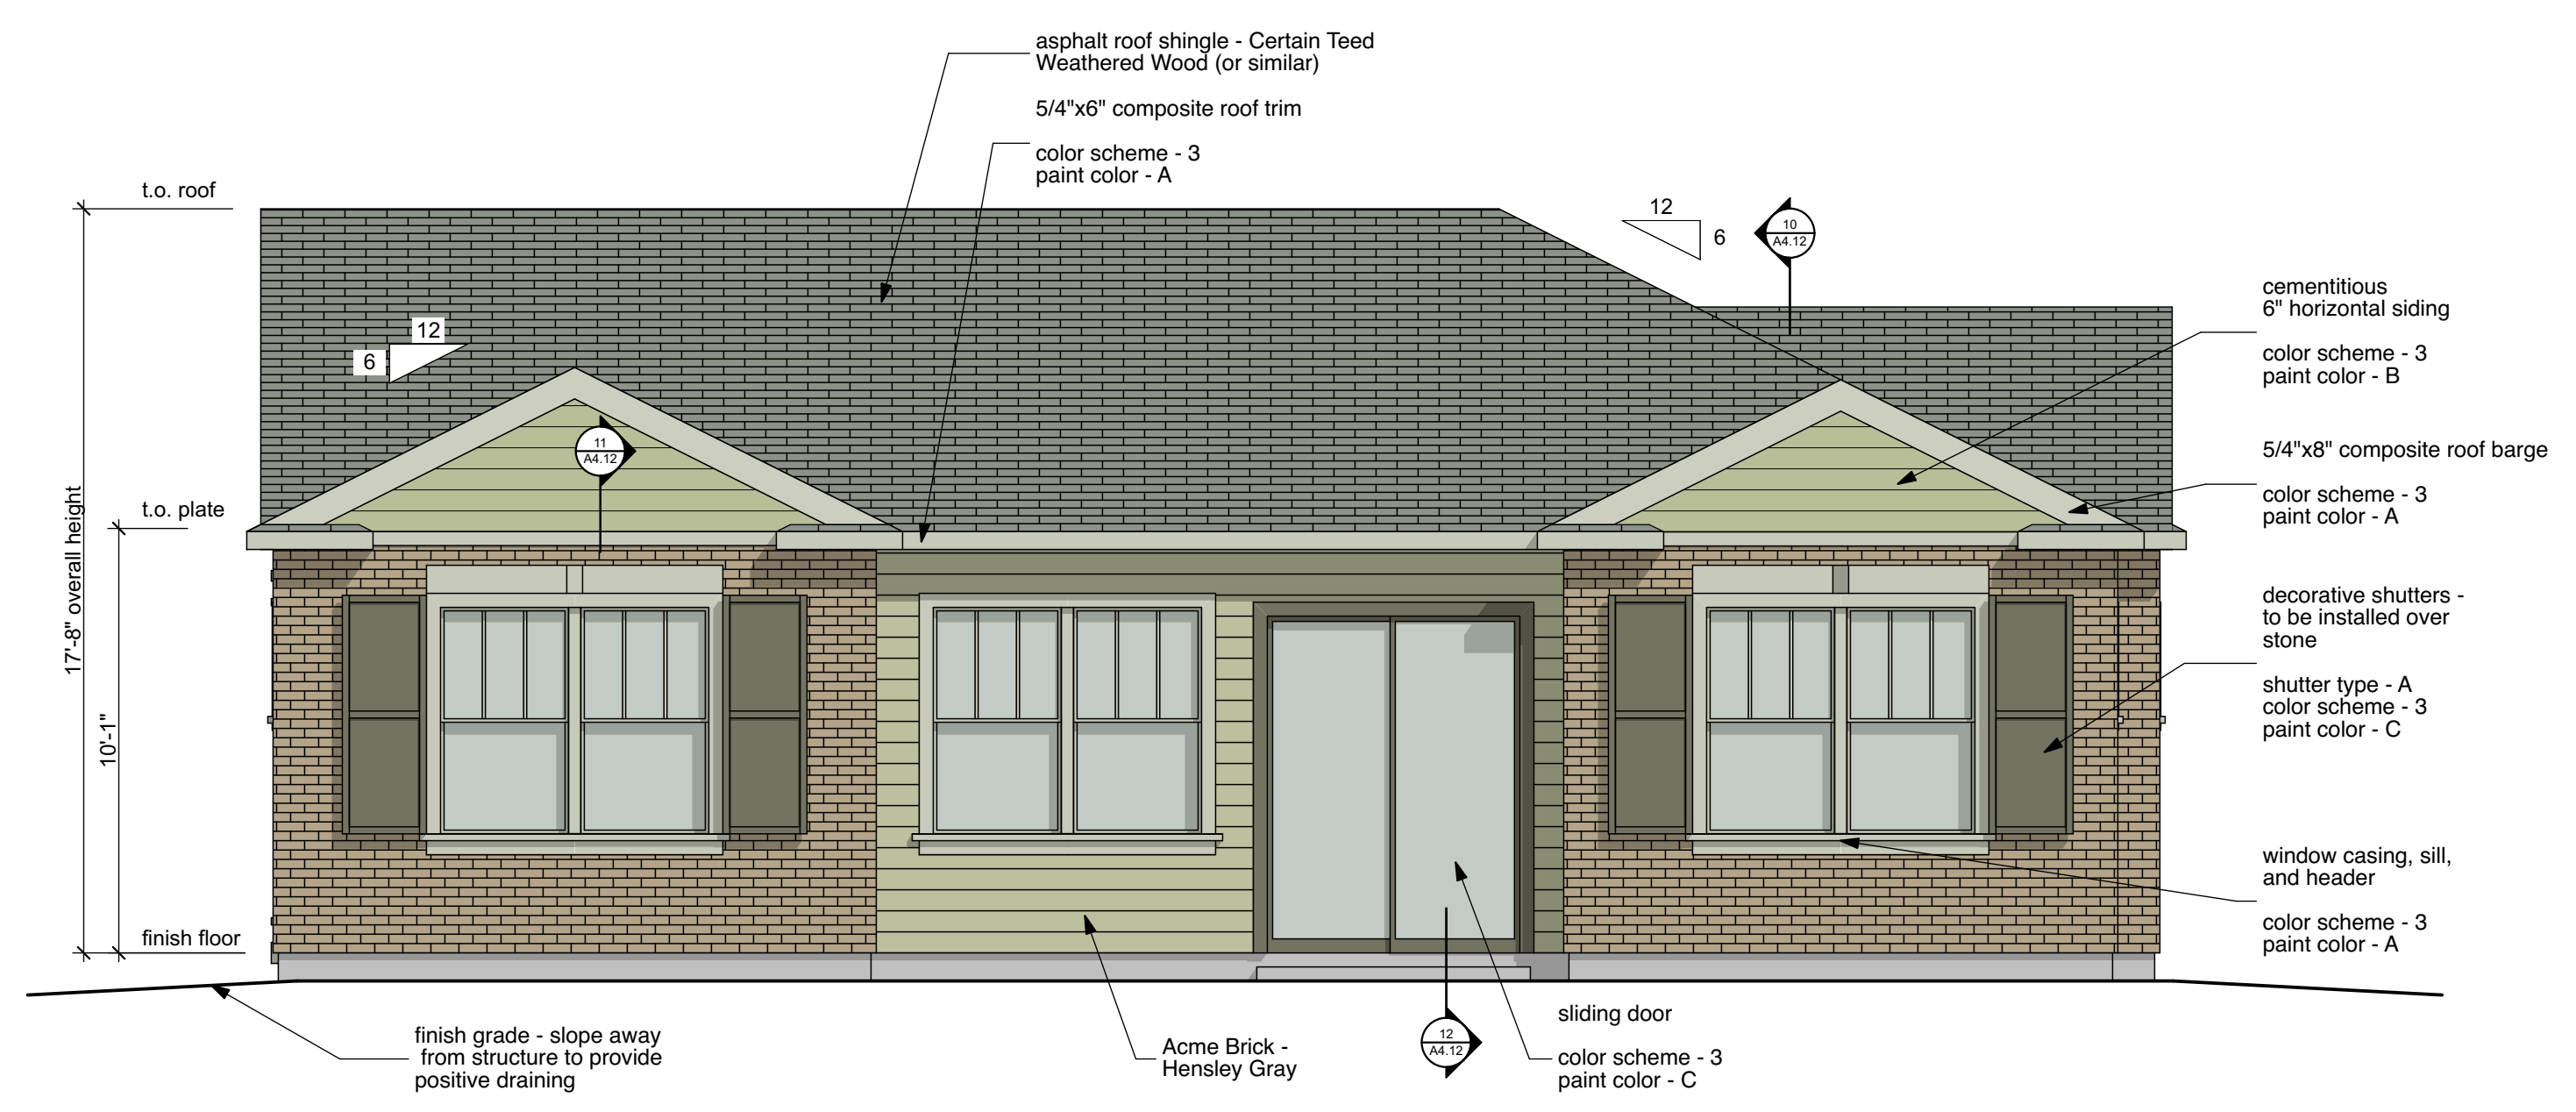 asphalt roof shingle - Certain Teed
Weathered Wood (or similar)
5/4"x6" composite roof trim
color scheme - 3
paint color - A
t.o. roof
12
6
10
A4.12
cementitious
6" horizontal siding
color scheme - 3
paint color - B
12
6
11
A4.12
5/4"x8" composite roof barge
color scheme - 3
paint color - A
t.o. plate
17'-8" overall height
10'-1"
decorative shutters -
to be installed over
stone
shutter type - A
color scheme - 3
paint color - C
window casing, sill,
and header
color scheme - 3
paint color - A
finish floor
finish grade - slope away
from structure to provide
positive draining
Acme Brick -
Hensley Gray
12
A4.12
sliding door
color scheme - 3
paint color - C